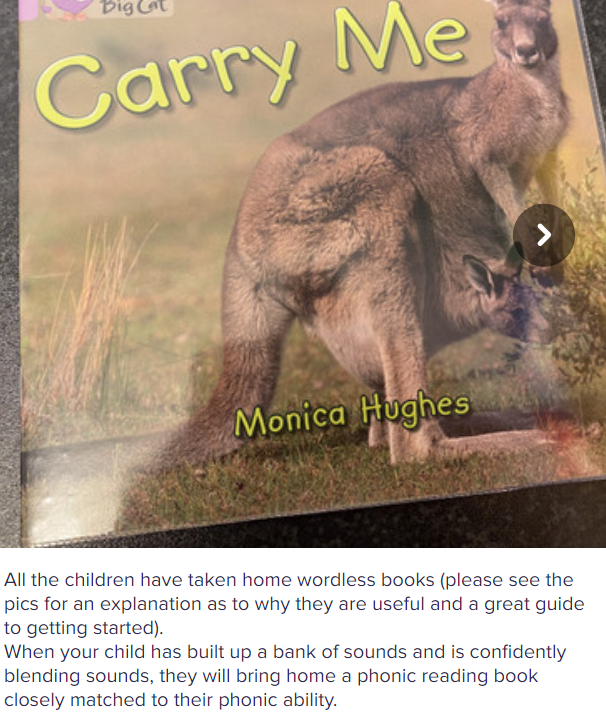 Big Cat
Carry Me
Monica Hughes
All the children have taken home wordless books (please see the
pics for an explanation as to why they are useful and a great guide
to getting started).
When your child has built up a bank of sounds and is confidently
blending sounds, they will bring home a phonic reading book
closely matched to their phonic ability.